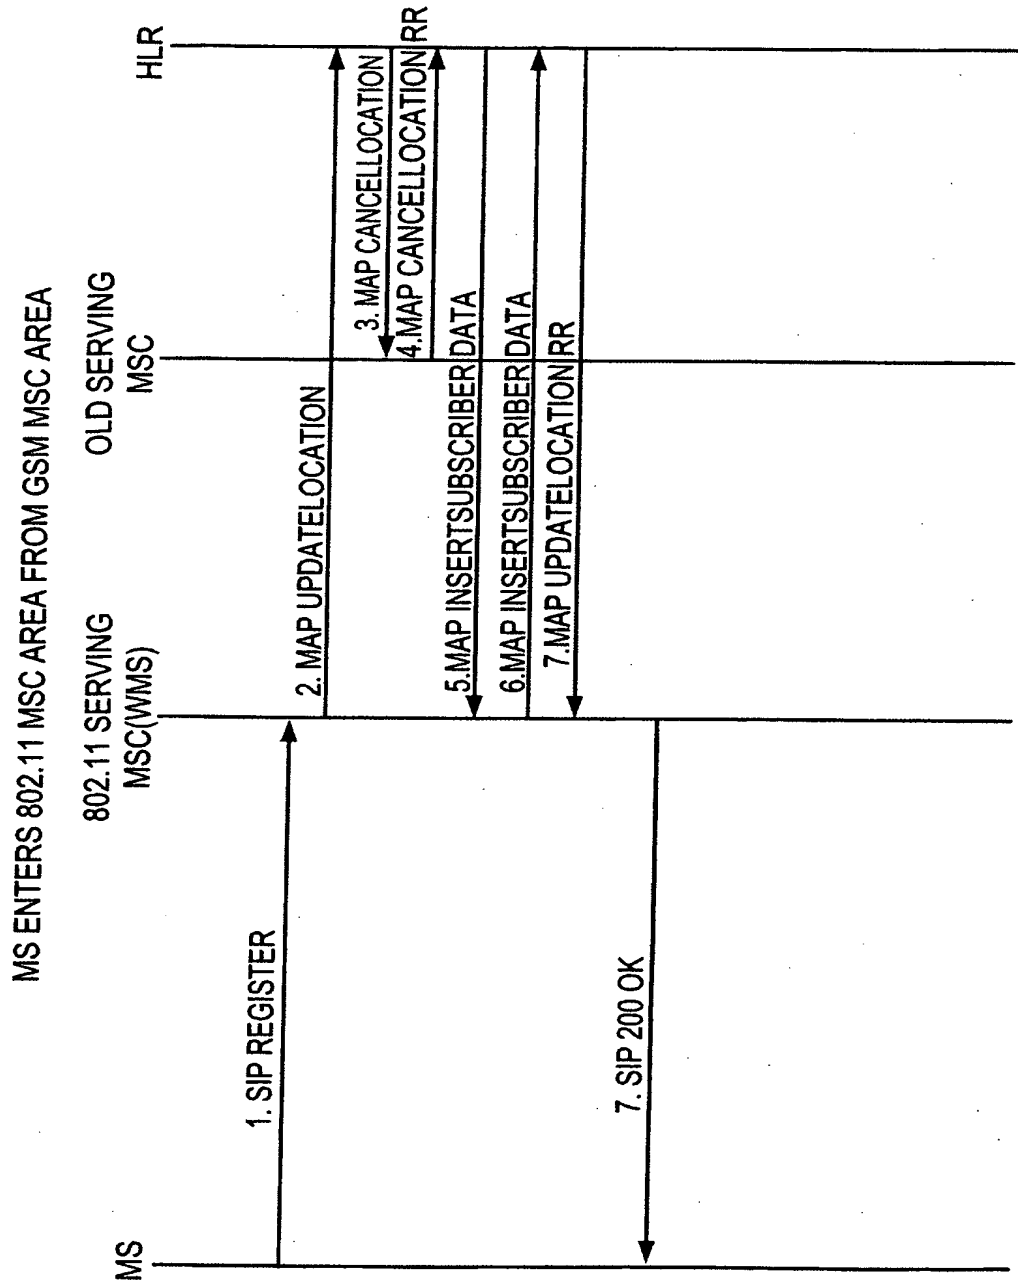 MS ENTERS 802.11 MSC AREA FROM GSM MSC AREA
MS
802.11 SERVING
MSC(WMS)
OLD SERVING
MSC
HLR
1. SIP REGISTER
2. MAP UPDATELOCATION
3. MAP CANCELLOCATION
4.MAP CANCELLOCATION RR
5.MAP INSERTSUBSCRIBER DATA
6.MAP INSERTSUBSCRIBER DATA
7.MAP UPDATELOCATION RR
7. SIP 200 OK